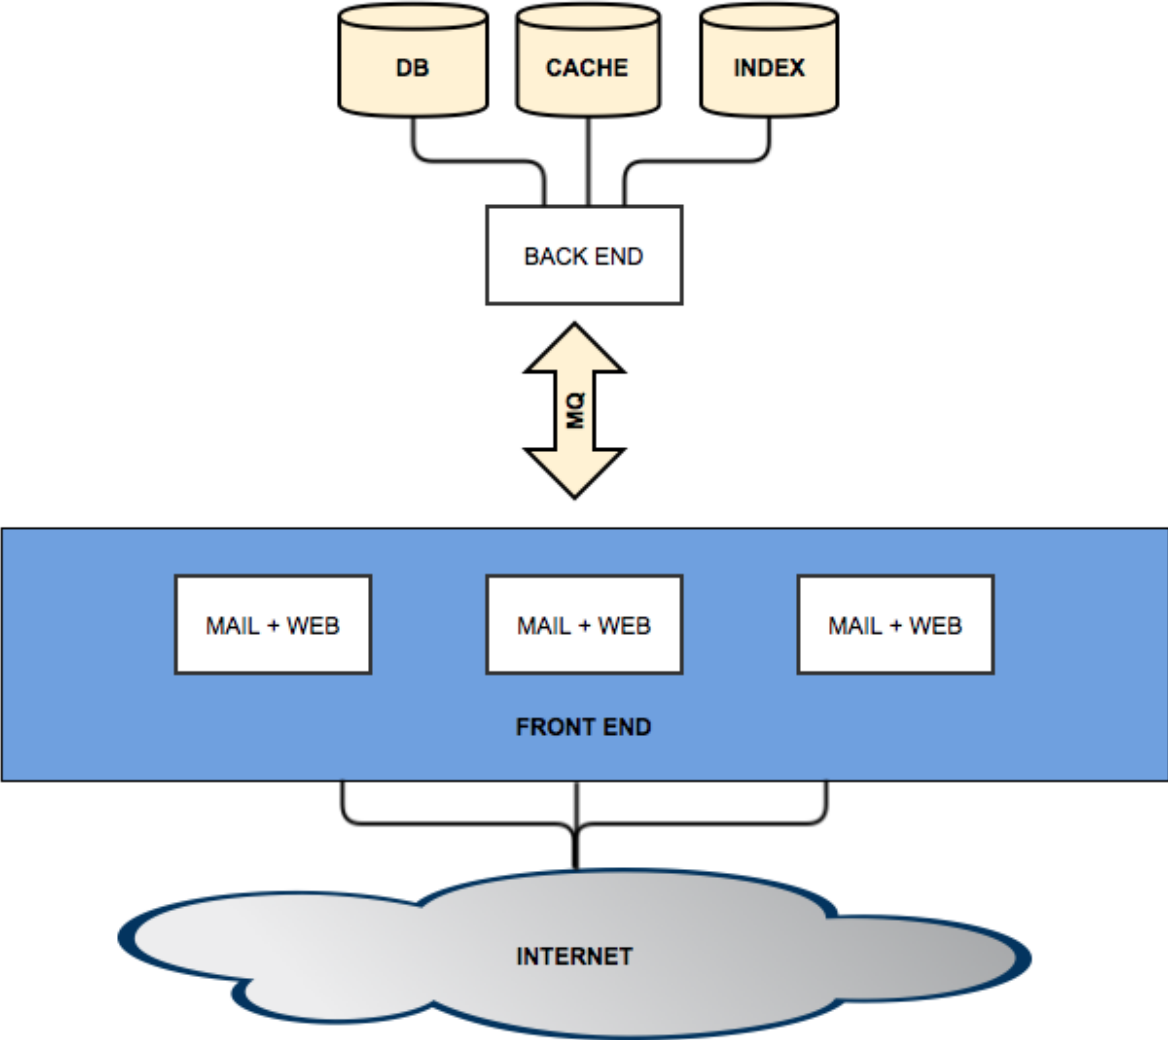 DB
CACHE
INDEX
BACK END
MQ
MAIL + WEB
MAIL + WEB
MAIL + WEB
FRONT END
INTERNET